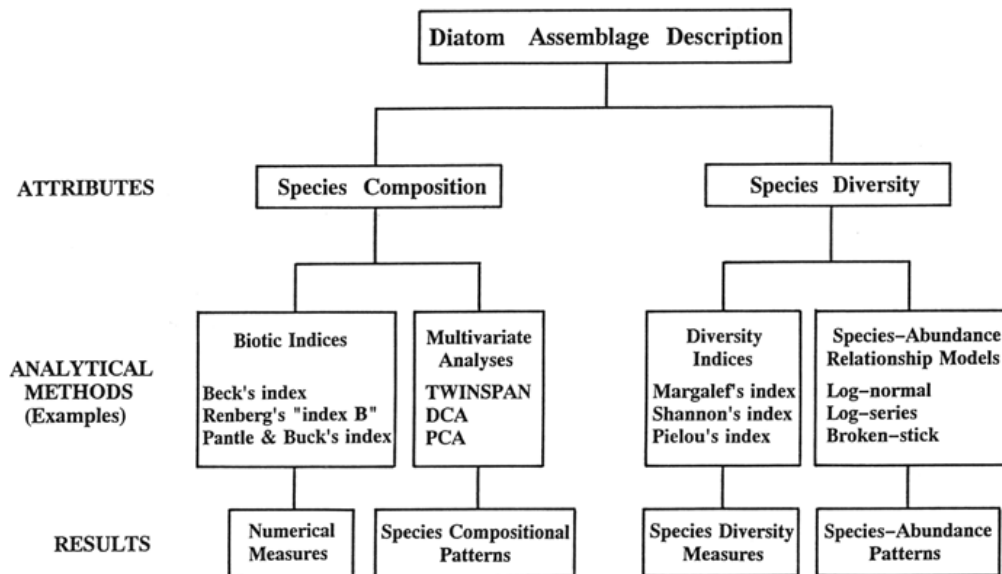 Diatom Assemblage Description
ATTRIBUTES
Species Composition
Species Diversity
ANALYTICAL
METHODS
(Examples)
Biotic Indices
Beck's index
Renberg's "index B"
Pantle & Buck's index
Multivariate
Analyses
TWINSPAN
DCA
PCA
Diversity
Indices
Margalef's index
Shannon's index
Pielou's index
Species-Abundance
Relationship Models
Log-normal
Log-series
Broken-stick
RESULTS
Numerical
Measures
Species Compositional
Patterns
Species Diversity
Measures
Species-Abundance
Patterns